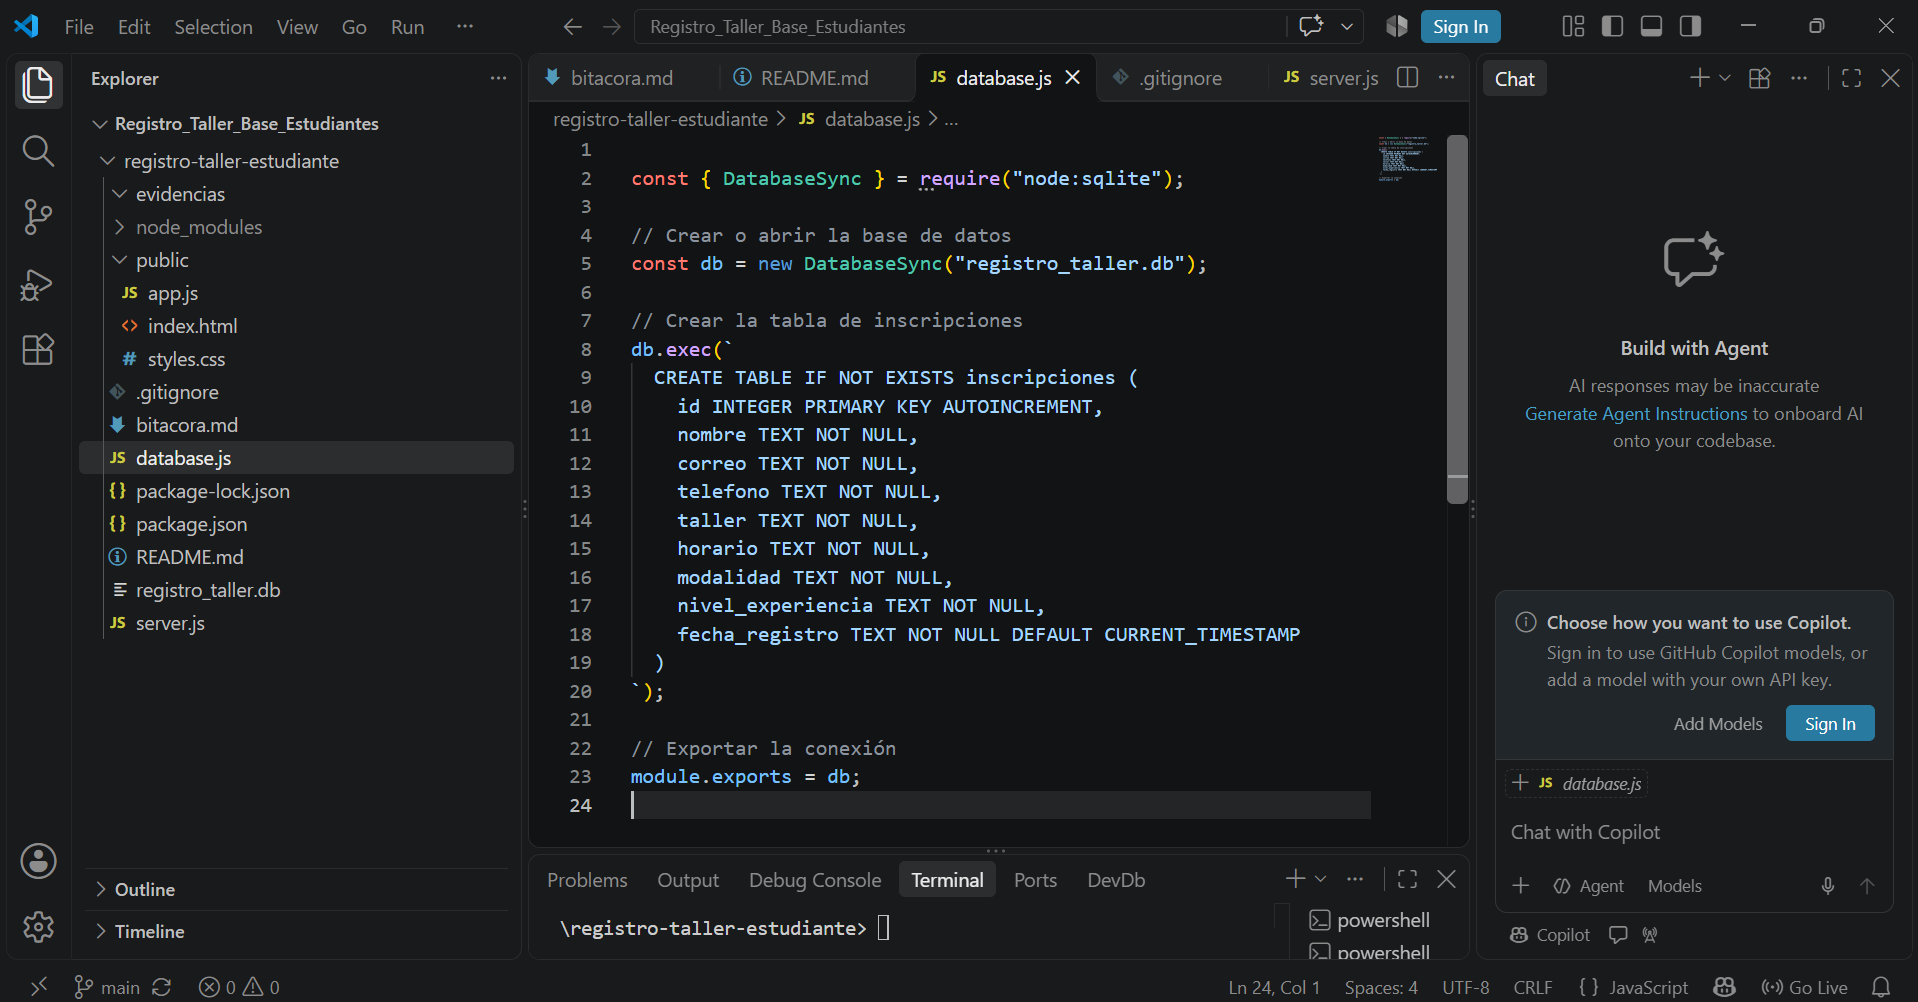 File Edit Selection View Go Run ···
Registro_Taller_Base_Estudiantes
Sign In
Explorer
Registro_Taller_Base_Estudiantes
registro-taller-estudiante
evidencias
node_modules
public
JS app.js
<> index.html
# styles.css
.gitignore
bitacora.md
JS database.js
{} package-lock.json
{} package.json
README.md
registro_taller.db
JS server.js
Outline
Timeline
bitacora.md README.md JS database.js .gitignore JS server.js
registro-taller-estudiante > JS database.js > ...
1
2 const { DatabaseSync } = require("node:sqlite");
3
4 // Crear o abrir la base de datos
5 const db = new DatabaseSync("registro_taller.db");
6
7 // Crear la tabla de inscripciones
8 db.exec(`
9 CREATE TABLE IF NOT EXISTS inscripciones (
10 id INTEGER PRIMARY KEY AUTOINCREMENT,
11 nombre TEXT NOT NULL,
12 correo TEXT NOT NULL,
13 telefono TEXT NOT NULL,
14 taller TEXT NOT NULL,
15 horario TEXT NOT NULL,
16 modalidad TEXT NOT NULL,
17 nivel_experiencia TEXT NOT NULL,
18 fecha_registro TEXT NOT NULL DEFAULT CURRENT_TIMESTAMP
19 )
20 `);
21
22 // Exportar la conexión
23 module.exports = db;
24
Problems Output Debug Console Terminal Ports DevDb
\registro-taller-estudiante>
powershell
powershell
Chat
Build with Agent
AI responses may be inaccurate
Generate Agent Instructions to onboard AI
onto your codebase.
Choose how you want to use Copilot.
Sign in to use GitHub Copilot models, or
add a model with your own API key.
Add Models Sign In
JS database.js
Chat with Copilot
Agent Models
Copilot
main 0 0 Ln 24, Col 1 Spaces: 4 UTF-8 CRLF {} JavaScript Go Live